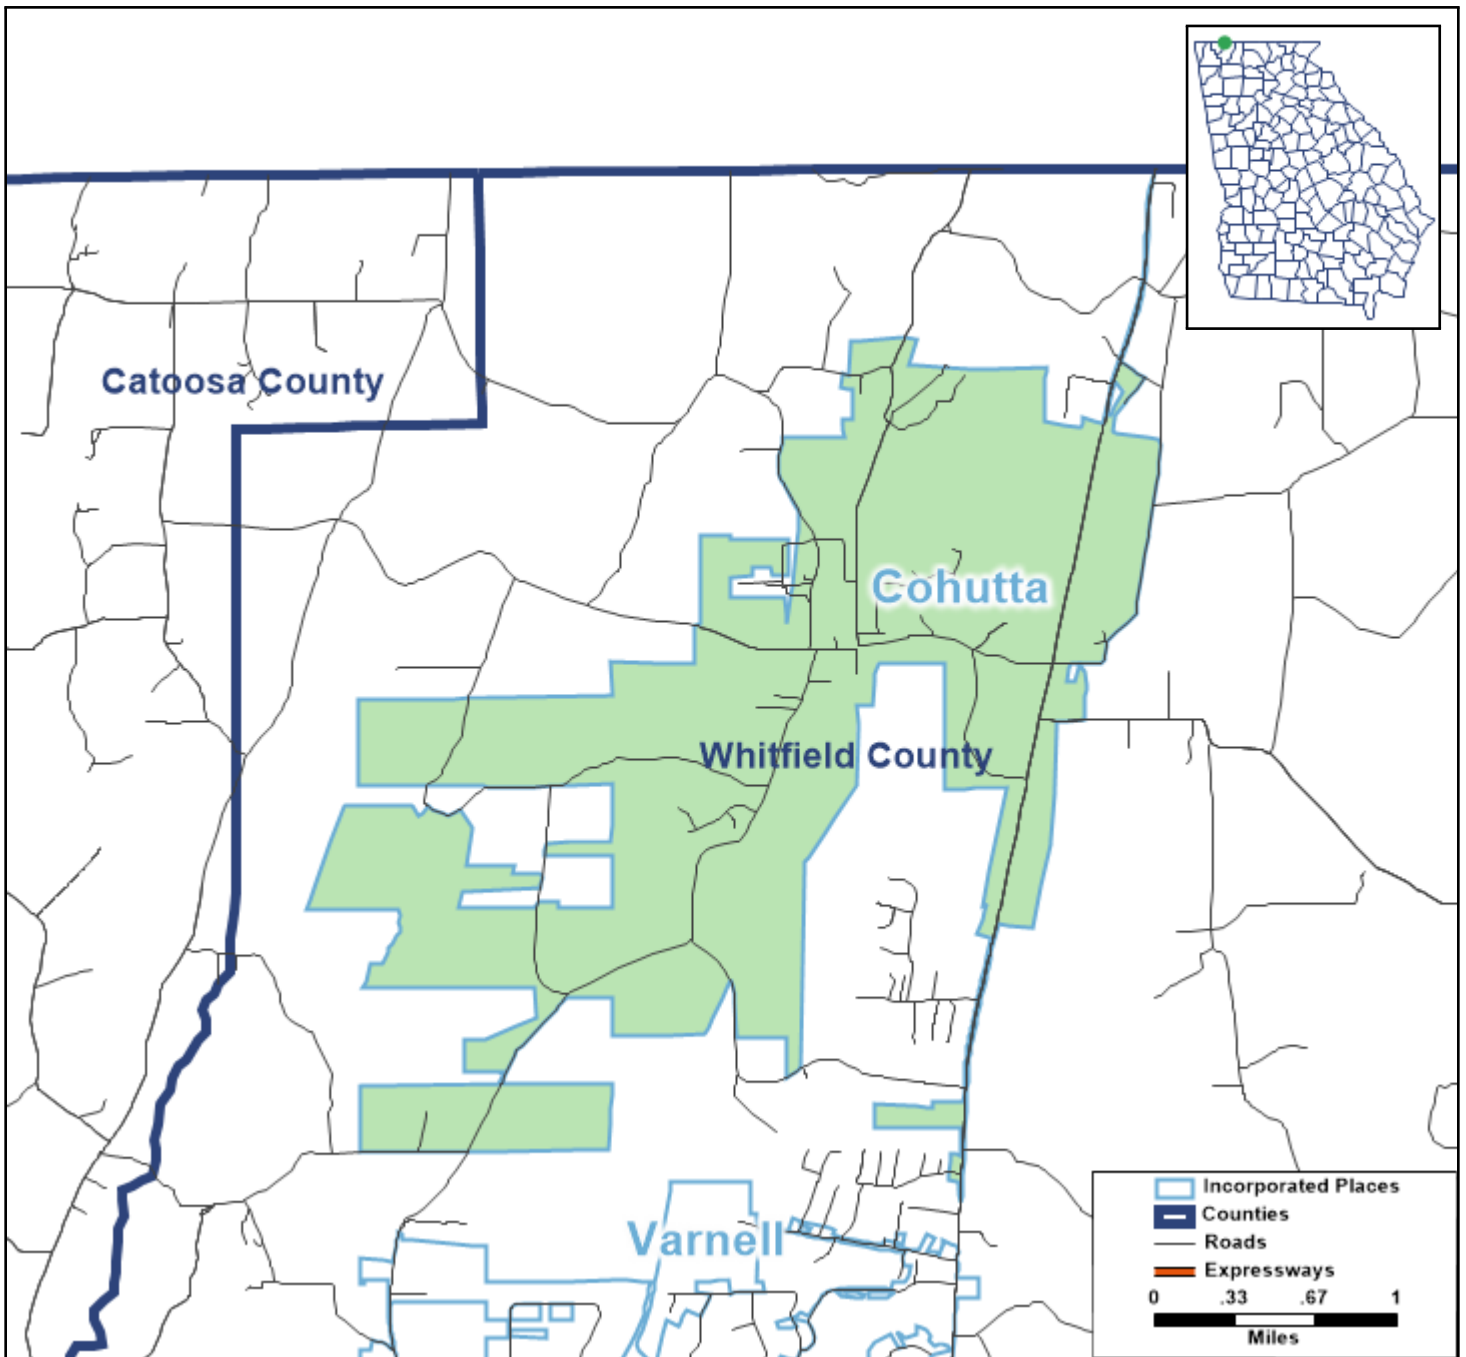 Catoosa County
Cohutta
Whitfield County
Varnell
Incorporated Places
Counties
Roads
Expressways
0 .33 .67 1
Miles